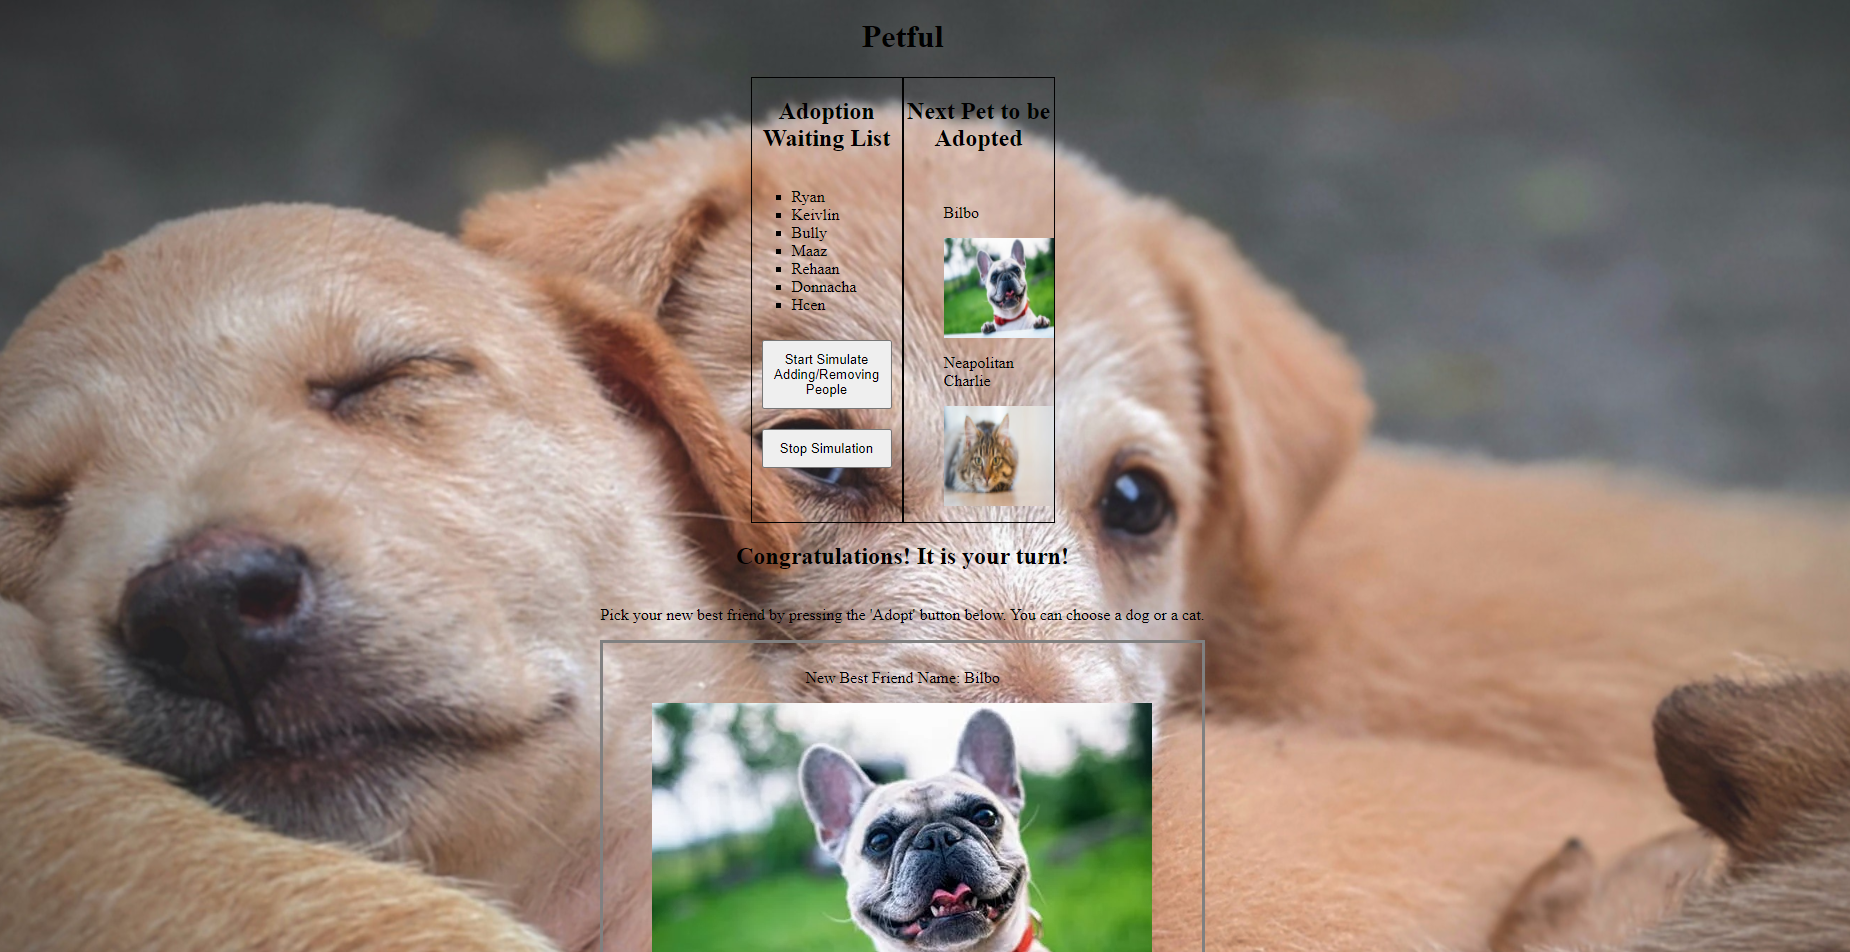 Petful
Adoption
Waiting List
Ryan
Keivlin
Bully
Maaz
Rehaan
Donnacha
Hcen
Start Simulate
Adding/Removing
People
Stop Simulation
Next Pet to be
Adopted
Bilbo
Neapolitan
Charlie
Congratulations! It is your turn!
Pick your new best friend by pressing the 'Adopt' button below. You can choose a dog or a cat.
New Best Friend Name: Bilbo